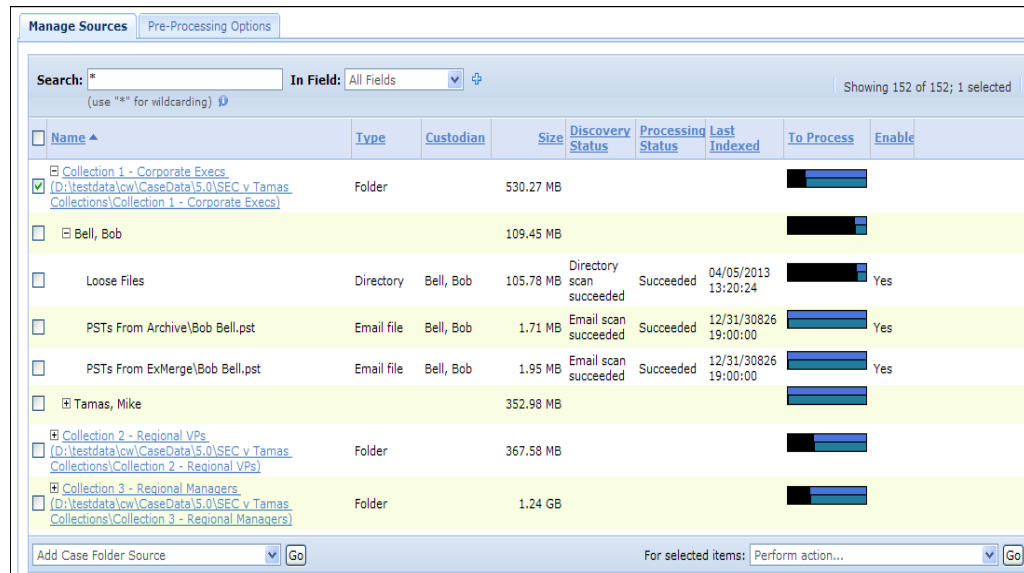 Manage Sources Pre-Processing Options
Search: * In Field: All Fields
(use "*" for wildcarding)
Showing 152 of 152; 1 selected
Name Type Custodian Size Discovery Status Processing Status Last Indexed To Process Enable
Collection 1 - Corporate Execs
(D:\testdata\cw\CaseData\5.0\SEC v Tamas
Collections\Collection 1 - Corporate Execs)
Folder 530.27 MB
Bell, Bob 109.45 MB
Loose Files Directory Bell, Bob 105.78 MB Directory scan succeeded Succeeded 04/05/2013 13:20:24 Yes
PSTs From Archive\Bob Bell.pst Email file Bell, Bob 1.71 MB Email scan succeeded Succeeded 12/31/30826 19:00:00 Yes
PSTs From ExMerge\Bob Bell.pst Email file Bell, Bob 1.95 MB Email scan succeeded Succeeded 12/31/30826 19:00:00 Yes
Tamas, Mike 352.98 MB
Collection 2 - Regional VPs
(D:\testdata\cw\CaseData\5.0\SEC v Tamas
Collections\Collection 2 - Regional VPs)
Folder 367.58 MB
Collection 3 - Regional Managers
(D:\testdata\cw\CaseData\5.0\SEC v Tamas
Collections\Collection 3 - Regional Managers)
Folder 1.24 GB
Add Case Folder Source Go For selected items: Perform action... Go